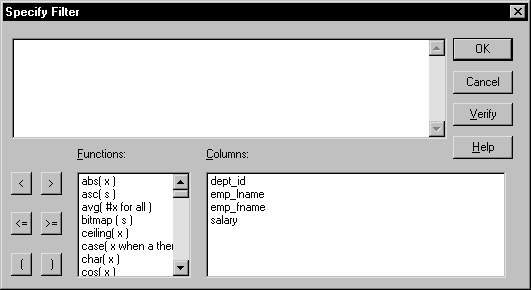 Specify Filter
OK
Cancel
Verify
Help
Functions:
Columns:
< >
<= >=
( )
abs( x )
asc( s )
avg( #x for all )
bitmap ( s )
ceiling( x )
case( x when a ther
char( x )
cos( x )
dept_id
emp_lname
emp_fname
salary